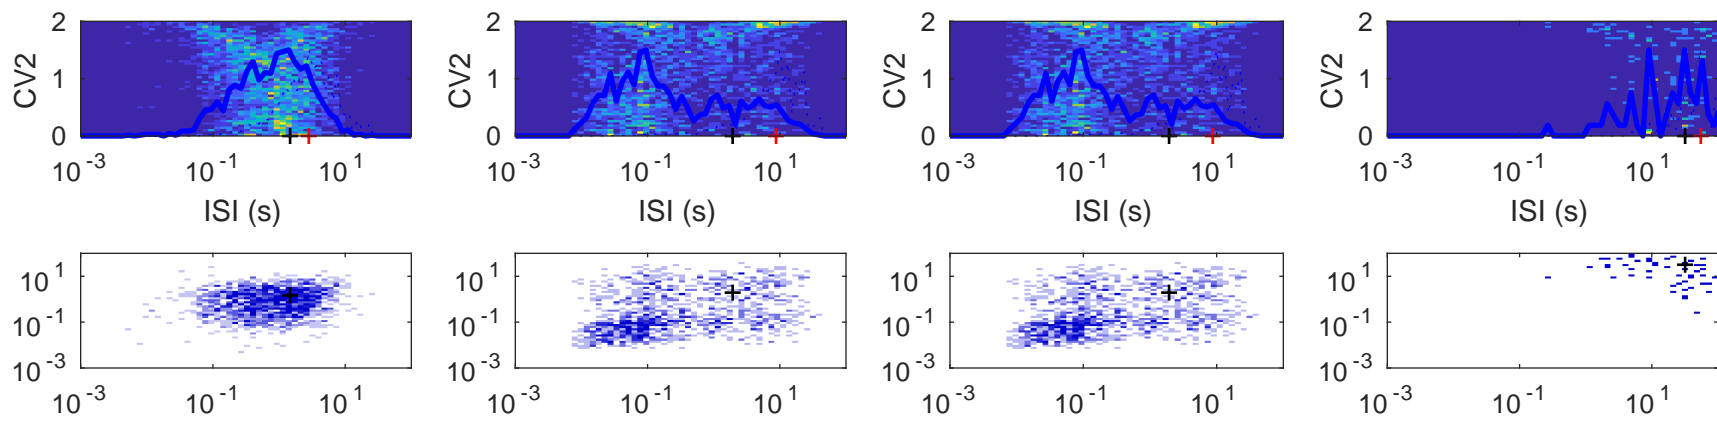 2 2 2 2
CV2 1 CV2 1 CV2 1 CV2 1
0 0 0 0
10^-3 10^-1 10^1 10^-3 10^-1 10^1 10^-3 10^-1 10^1 10^-3 10^-1 10^1
ISI (s) ISI (s) ISI (s) ISI (s)
10^1 10^1 10^1 10^1
10^-1 10^-1 10^-1 10^-1
10^-3 10^-3 10^-3 10^-3
10^-3 10^-1 10^1 10^-3 10^-1 10^1 10^-3 10^-1 10^1 10^-3 10^-1 10^1